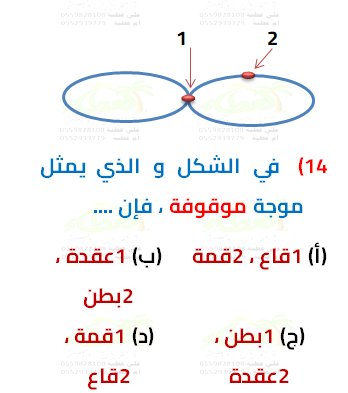 1 2
14) في الشكل و الذي يمثل
موجة موقوفة ، فإن ....
(أ) 1قاع ، 2قمة (ب) 1عقدة ،
2بطن
(ج) 1بطن ، (د) 1قمة ،
2عقدة 2قاع